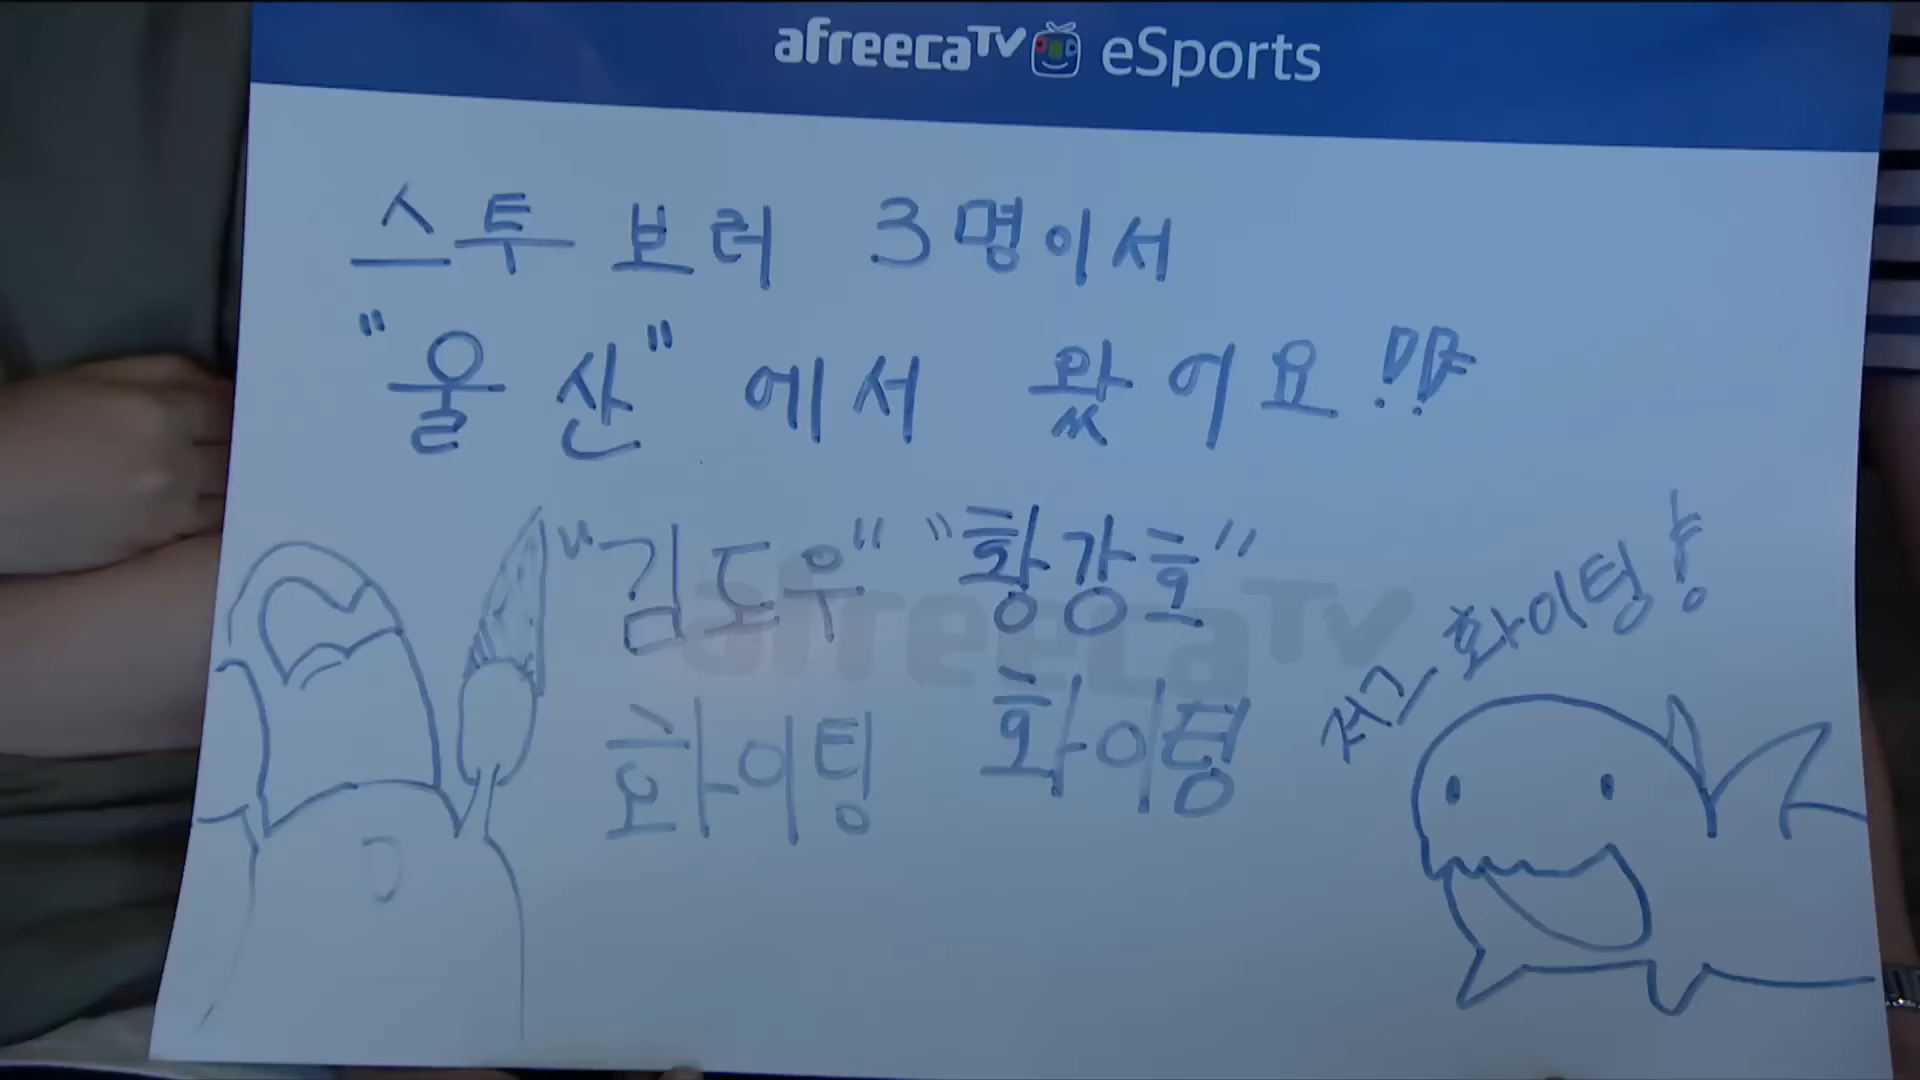 afreecaTV eSports
스투 보러 3명이서
"울산"에서 왔어요!!
"김도우" "황강호"
화이팅 화이팅
저그 화이팅!
afreecaTV